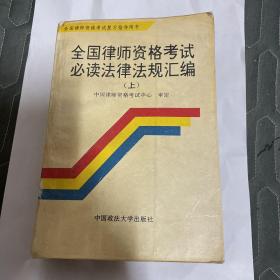 全国律师资格考试复习指导用书
全国律师资格考试
必读法律法规汇编
(上)
中国律师资格考试中心 审定
中国政法大学出版社